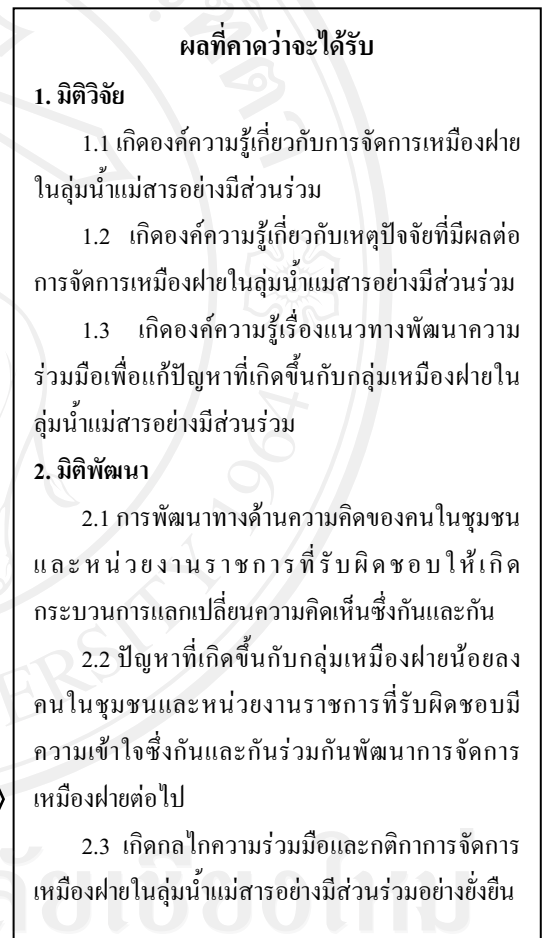 ผลที่คาดว่าจะได้รับ
1. มิติวิจัย
1.1 เกิดองค์ความรู้เกี่ยวกับการจัดการเหมืองฝาย
ในลุ่มน้ำแม่สารอย่างมีส่วนร่วม
1.2 เกิดองค์ความรู้เกี่ยวกับเหตุปัจจัยที่มีผลต่อ
การจัดการเหมืองฝายในลุ่มน้ำแม่สารอย่างมีส่วนร่วม
1.3 เกิดองค์ความรู้เรื่องแนวทางพัฒนาความ
ร่วมมือเพื่อแก้ปัญหาที่เกิดขึ้นกับกลุ่มเหมืองฝายใน
ลุ่มน้ำแม่สารอย่างมีส่วนร่วม
2. มิติพัฒนา
2.1 การพัฒนาทางด้านความคิดของคนในชุมชน
และหน่วยงานราชการที่รับผิดชอบให้เกิด
กระบวนการแลกเปลี่ยนความคิดเห็นซึ่งกันและกัน
2.2 ปัญหาที่เกิดขึ้นกับกลุ่มเหมืองฝายน้อยลง
คนในชุมชนและหน่วยงานราชการที่รับผิดชอบมี
ความเข้าใจซึ่งกันและกันร่วมกันพัฒนาการจัดการ
เหมืองฝายต่อไป
2.3 เกิดกลไกความร่วมมือและกติกาการจัดการ
เหมืองฝายในลุ่มน้ำแม่สารอย่างมีส่วนร่วมอย่างยั่งยืน
ERSITY 1964
ลัยเชียงใหม่